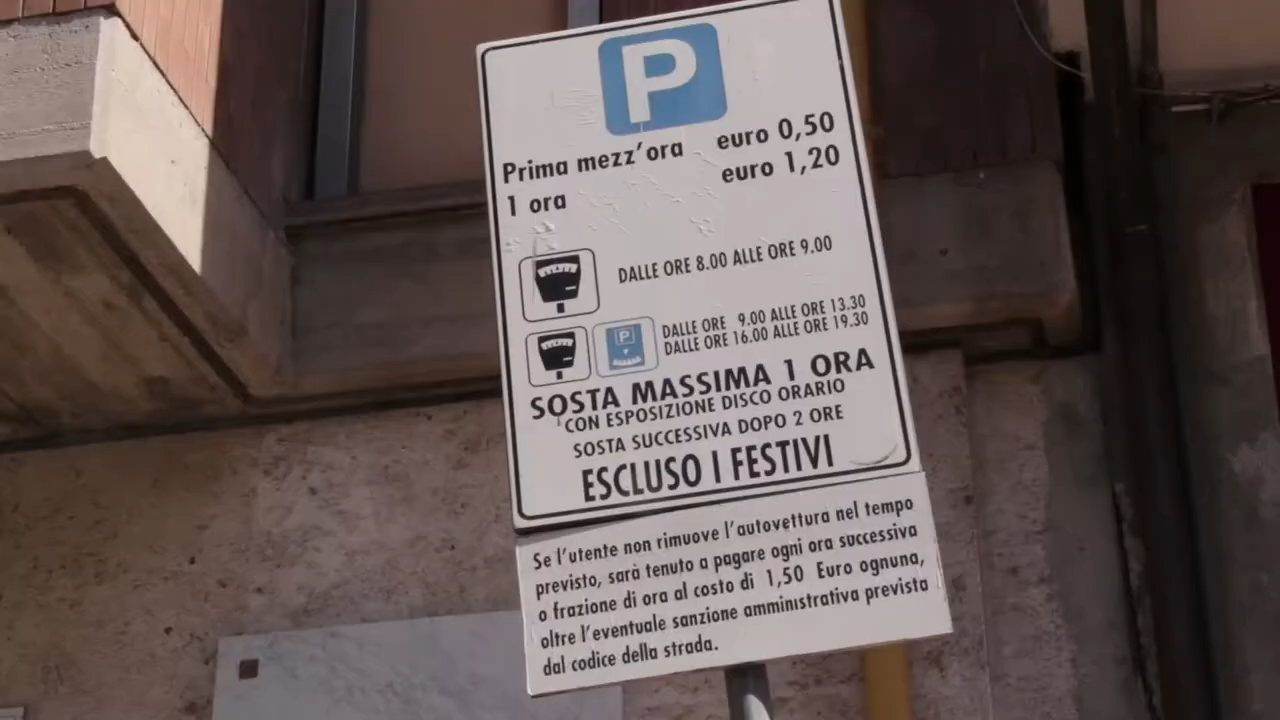 P
Prima mezz'ora euro 0,50
1 ora euro 1,20
DALLE ORE 8.00 ALLE ORE 9.00
P
DALLE ORE 9.00 ALLE ORE 13.30
DALLE ORE 16.00 ALLE ORE 19.30
SOSTA MASSIMA 1 ORA
CON ESPOSIZIONE DISCO ORARIO
SOSTA SUCCESSIVA DOPO 2 ORE
ESCLUSO I FESTIVI
Se l'utente non rimuove l'autovettura nel tempo
previsto, sarà tenuto a pagare ogni ora successiva
o frazione di ora al costo di 1,50 Euro ognuna,
oltre l'eventuale sanzione amministrativa prevista
dal codice della strada.